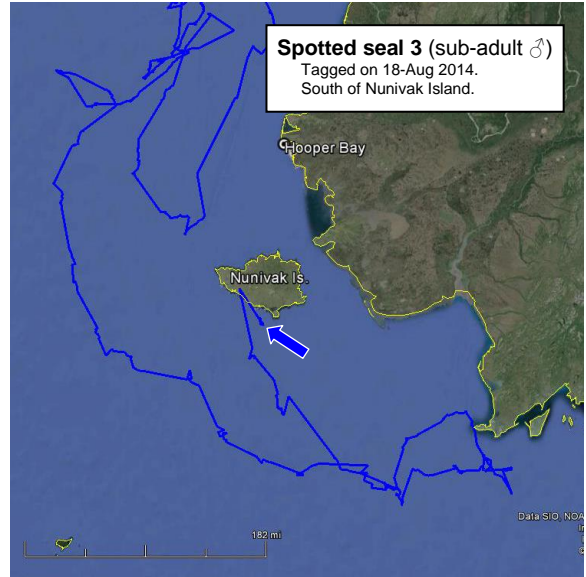 Spotted seal 3 (sub-adult ♂)
Tagged on 18-Aug 2014.
South of Nunivak Island.
Hooper Bay
Nunivak Is.
Data SIO, NOA
182 mi